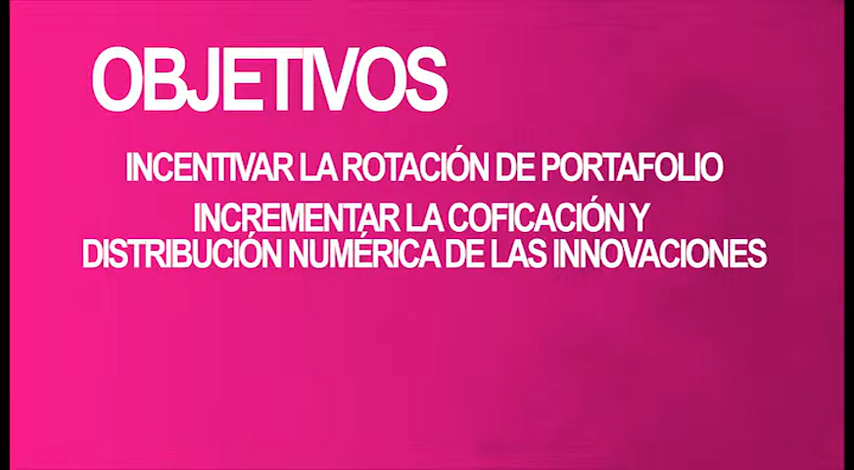 OBJETIVOS
INCENTIVAR LA ROTACIÓN DE PORTAFOLIO
INCREMENTAR LA COFICACIÓN Y
DISTRIBUCIÓN NUMÉRICA DE LAS INNOVACIONES